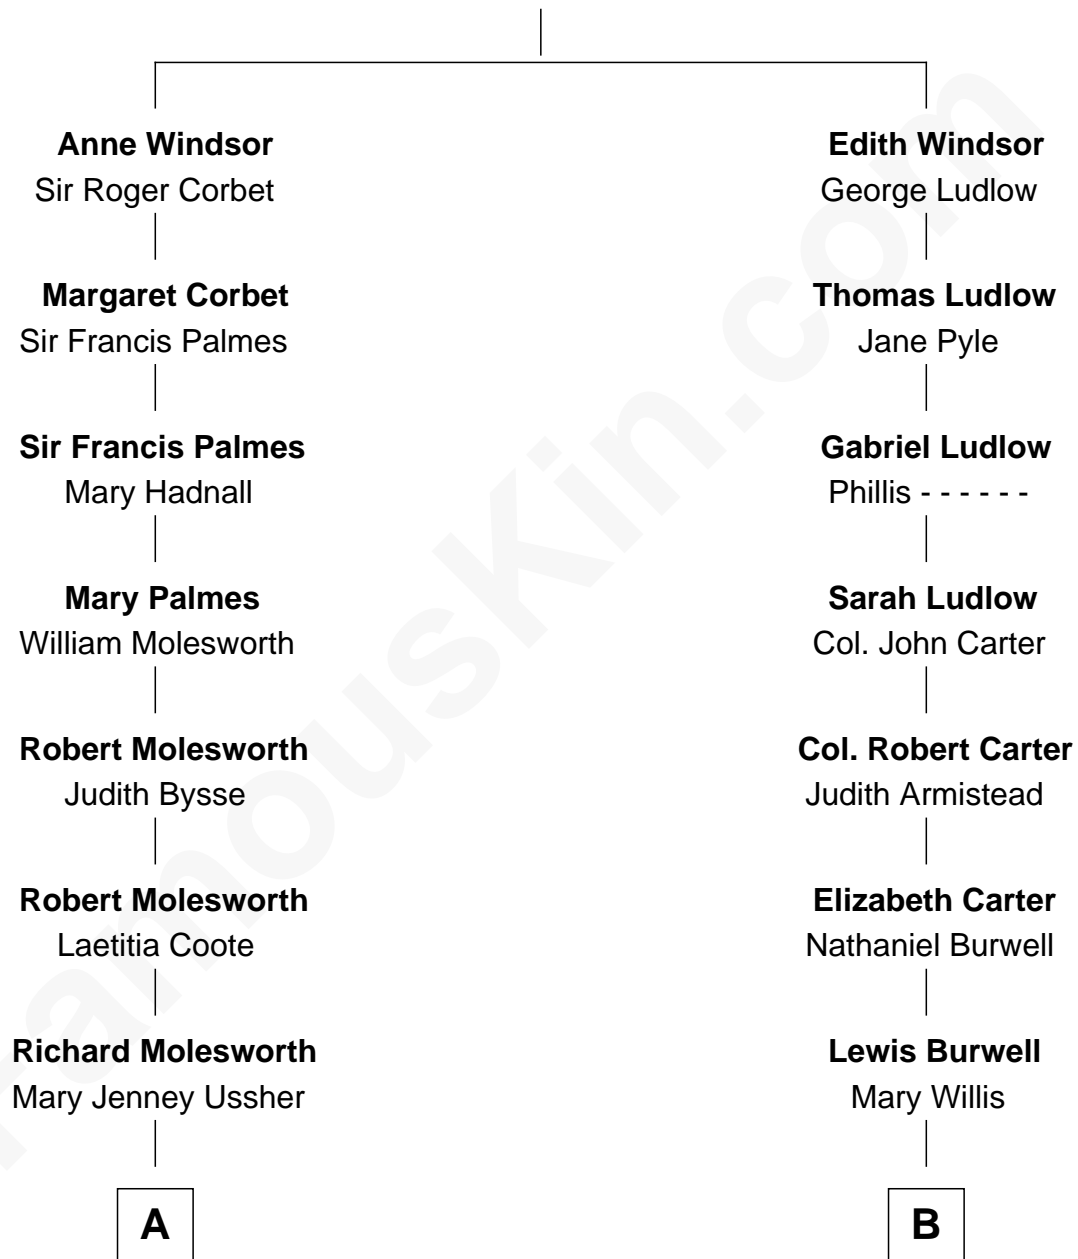 Anne Windsor
Sir Roger Corbet
Margaret Corbet
Sir Francis Palmes
Sir Francis Palmes
Mary Hadnall
Mary Palmes
William Molesworth
Robert Molesworth
Judith Bysse
Robert Molesworth
Laetitia Coote
Richard Molesworth
Mary Jenney Ussher
A
Edith Windsor
George Ludlow
Thomas Ludlow
Jane Pyle
Gabriel Ludlow
Phillis - - - - - -
Sarah Ludlow
Col. John Carter
Col. Robert Carter
Judith Armistead
Elizabeth Carter
Nathaniel Burwell
Lewis Burwell
Mary Willis
B
FamousKin.com